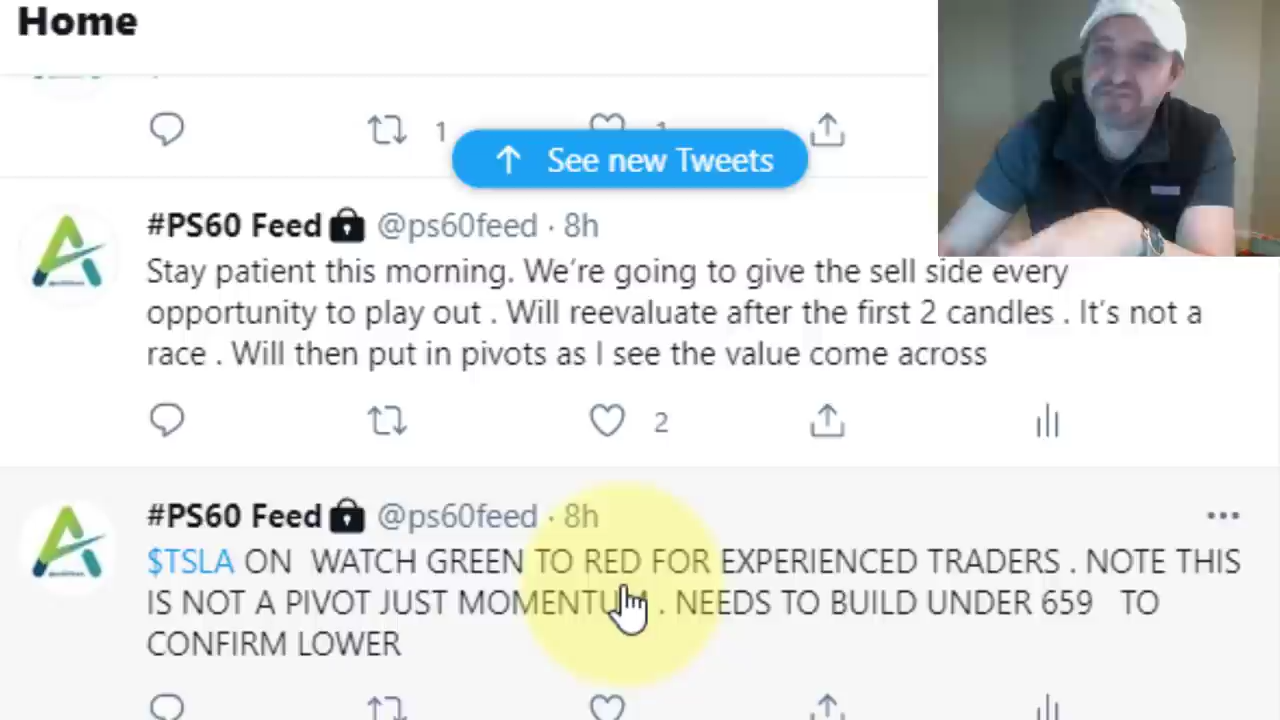 Home
1
1
See new Tweets
#PS60 Feed @ps60feed · 8h
Stay patient this morning. We're going to give the sell side every
opportunity to play out . Will reevaluate after the first 2 candles . It's not a
race . Will then put in pivots as I see the value come across
2
#PS60 Feed @ps60feed · 8h
$TSLA ON WATCH GREEN TO RED FOR EXPERIENCED TRADERS . NOTE THIS
IS NOT A PIVOT JUST MOMENTUM . NEEDS TO BUILD UNDER 659 TO
CONFIRM LOWER